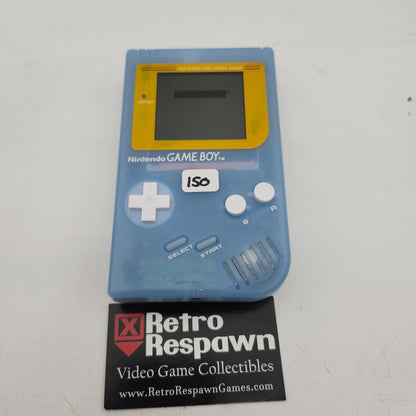 BATTERY
Nintendo GAME BOY™
150
B A
SELECT START
Retro
Respawn
Video Game Collectibles
www.RetroRespawnGames.com